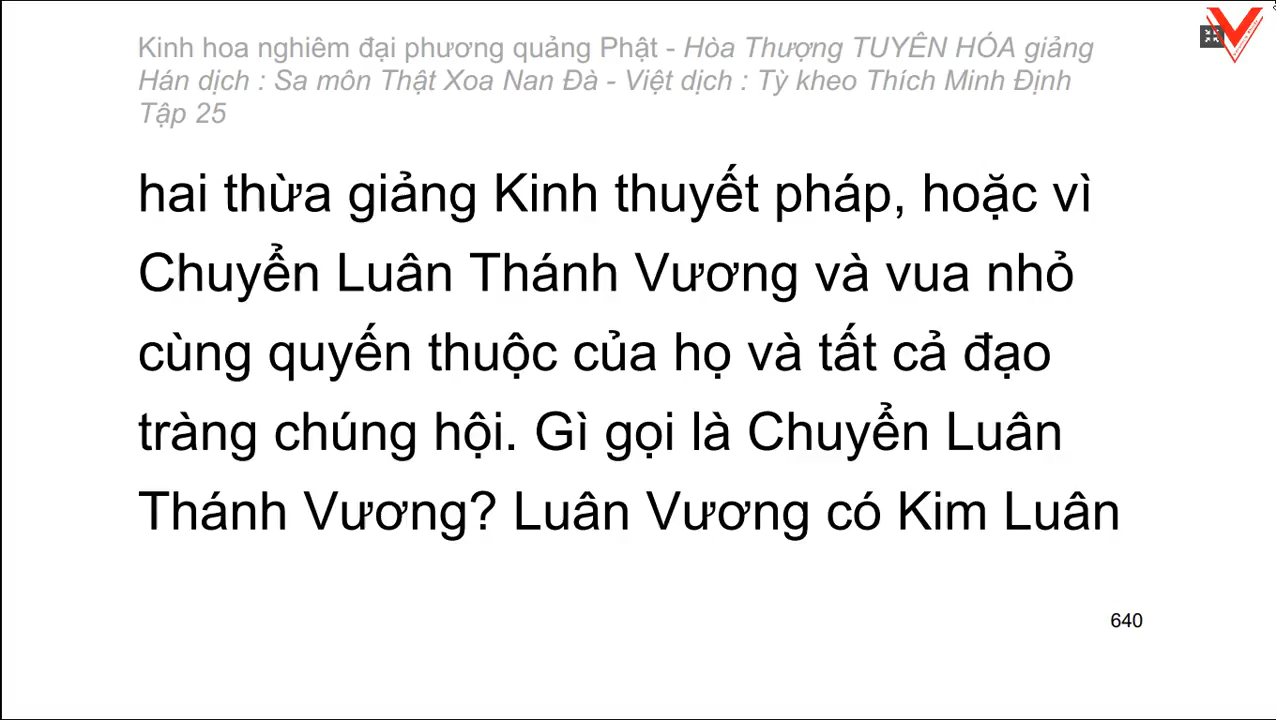 Kinh hoa nghiêm đại phương quảng Phật - Hòa Thượng TUYÊN HÓA giảng
Hán dịch : Sa môn Thật Xoa Nan Đà - Việt dịch : Tỳ kheo Thích Minh Định
Tập 25
hai thừa giảng Kinh thuyết pháp, hoặc vì
Chuyển Luân Thánh Vương và vua nhỏ
cùng quyến thuộc của họ và tất cả đạo
tràng chúng hội. Gì gọi là Chuyển Luân
Thánh Vương? Luân Vương có Kim Luân
640